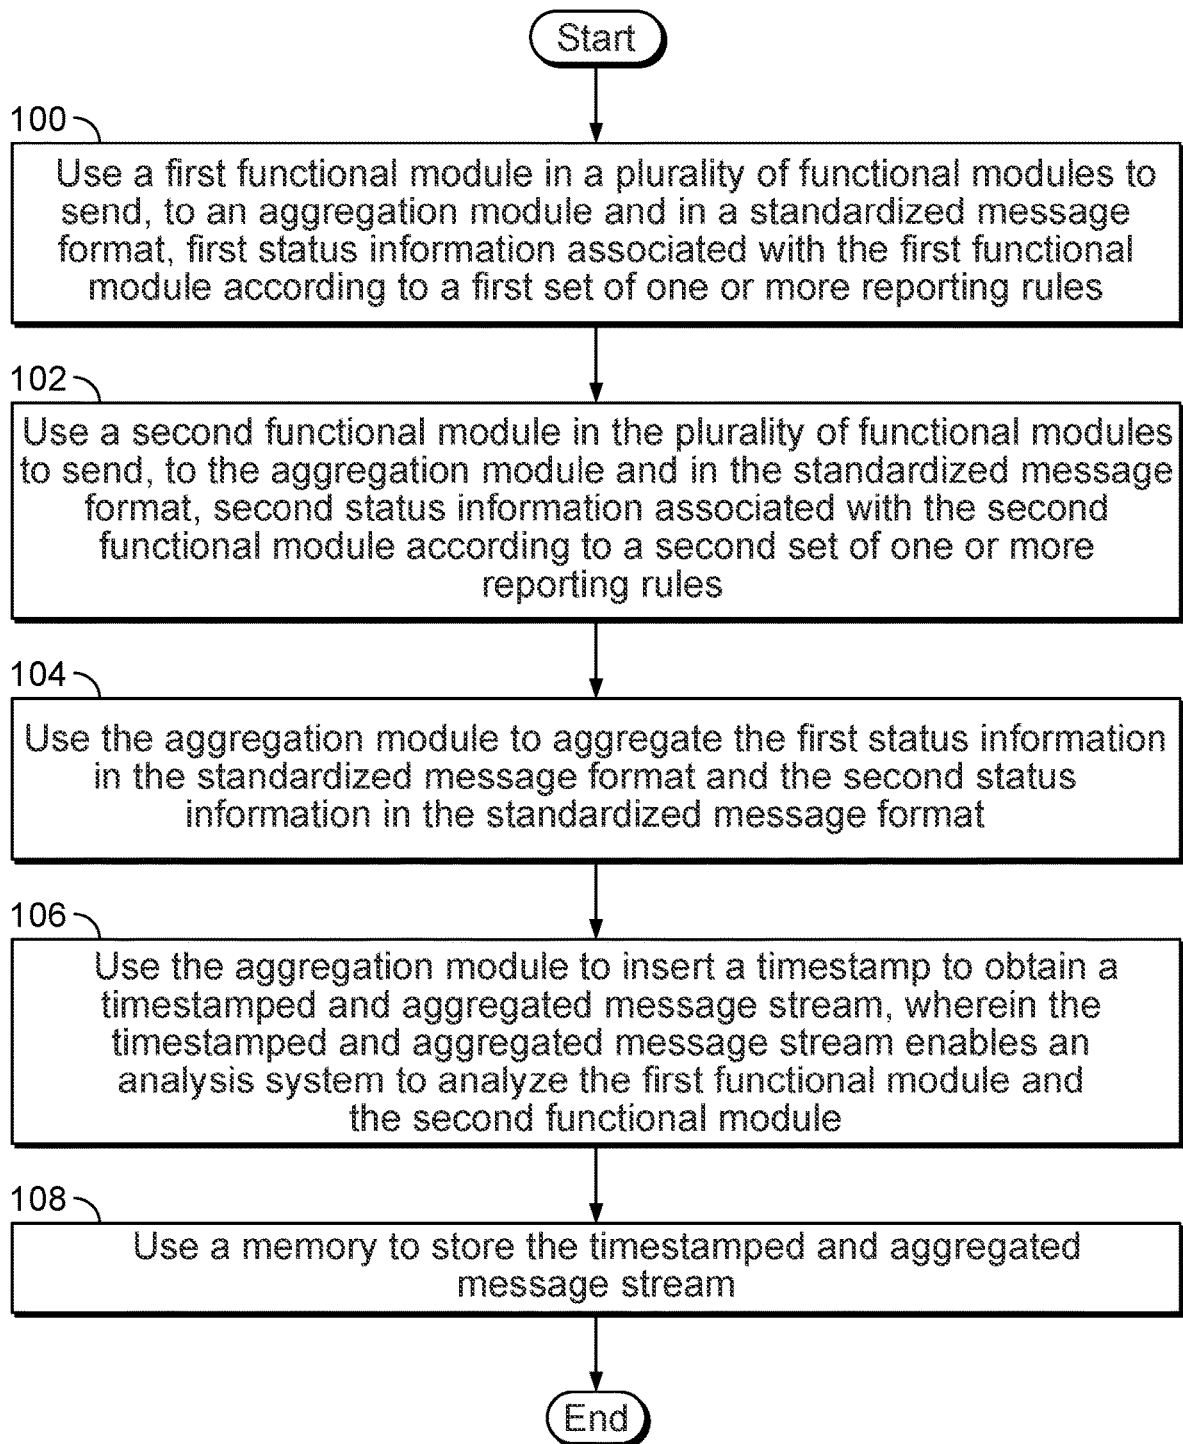 Start
100
Use a first functional module in a plurality of functional modules to
send, to an aggregation module and in a standardized message
format, first status information associated with the first functional
module according to a first set of one or more reporting rules
102
Use a second functional module in the plurality of functional modules
to send, to the aggregation module and in the standardized message
format, second status information associated with the second
functional module according to a second set of one or more
reporting rules
104
Use the aggregation module to aggregate the first status information
in the standardized message format and the second status
information in the standardized message format
106
Use the aggregation module to insert a timestamp to obtain a
timestamped and aggregated message stream, wherein the
timestamped and aggregated message stream enables an
analysis system to analyze the first functional module and
the second functional module
108
Use a memory to store the timestamped and aggregated
message stream
End